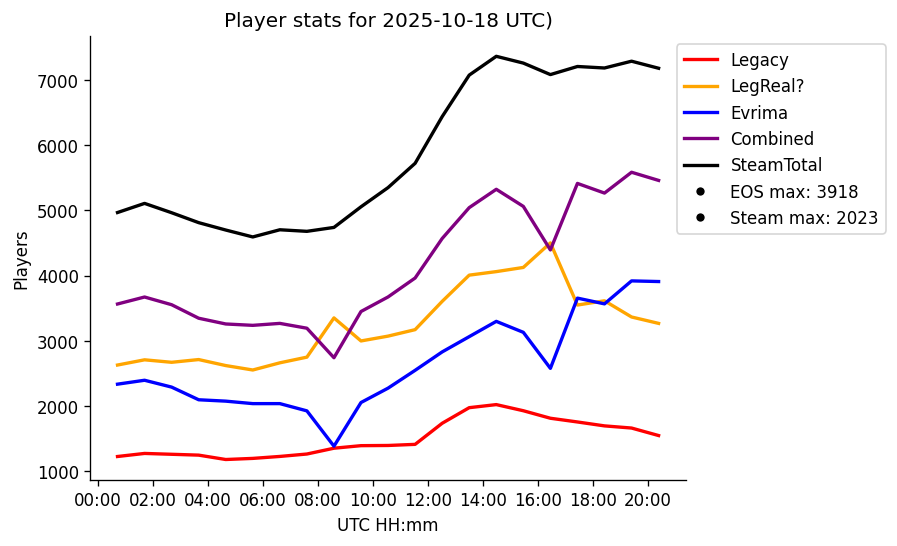 Player stats for 2025-10-18 UTC)
Legacy
LegReal?
Evrima
Combined
SteamTotal
EOS max: 3918
Steam max: 2023
Players
7000
6000
5000
4000
3000
2000
1000
00:00 02:00 04:00 06:00 08:00 10:00 12:00 14:00 16:00 18:00 20:00
UTC HH:mm